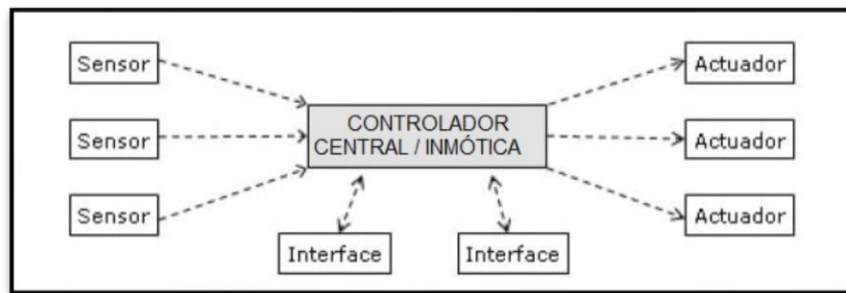 Sensor
Actuador
Sensor
CONTROLADOR
CENTRAL / INMÓTICA
Actuador
Sensor
Actuador
Interface
Interface